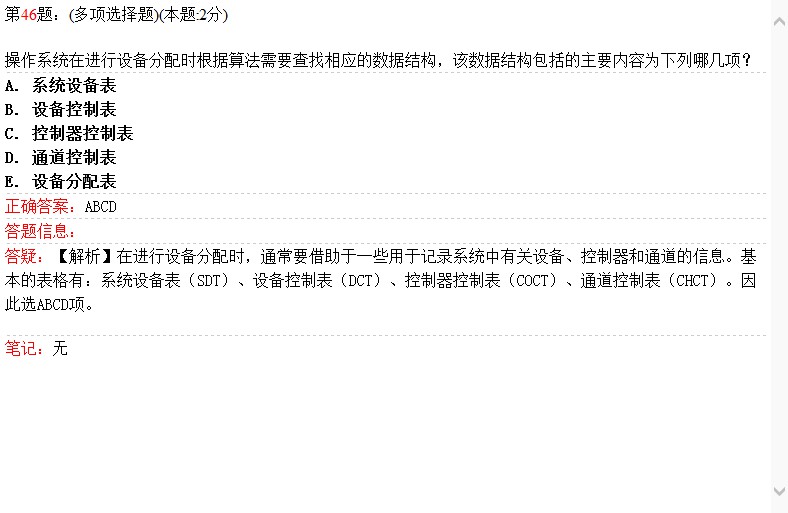 第46题：(多项选择题)(本题:2分)
操作系统在进行设备分配时根据算法需要查找相应的数据结构，该数据结构包括的主要内容为下列哪几项?
A. 系统设备表
B. 设备控制表
C. 控制器控制表
D. 通道控制表
E. 设备分配表
正确答案：ABCD
答题信息：
答疑：【解析】在进行设备分配时，通常要借助于一些用于记录系统中有关设备、控制器和通道的信息。基
本的表格有：系统设备表（SDT）、设备控制表（DCT）、控制器控制表（COCT）、通道控制表（CHCT）。因
此选ABCD项。
笔记：无